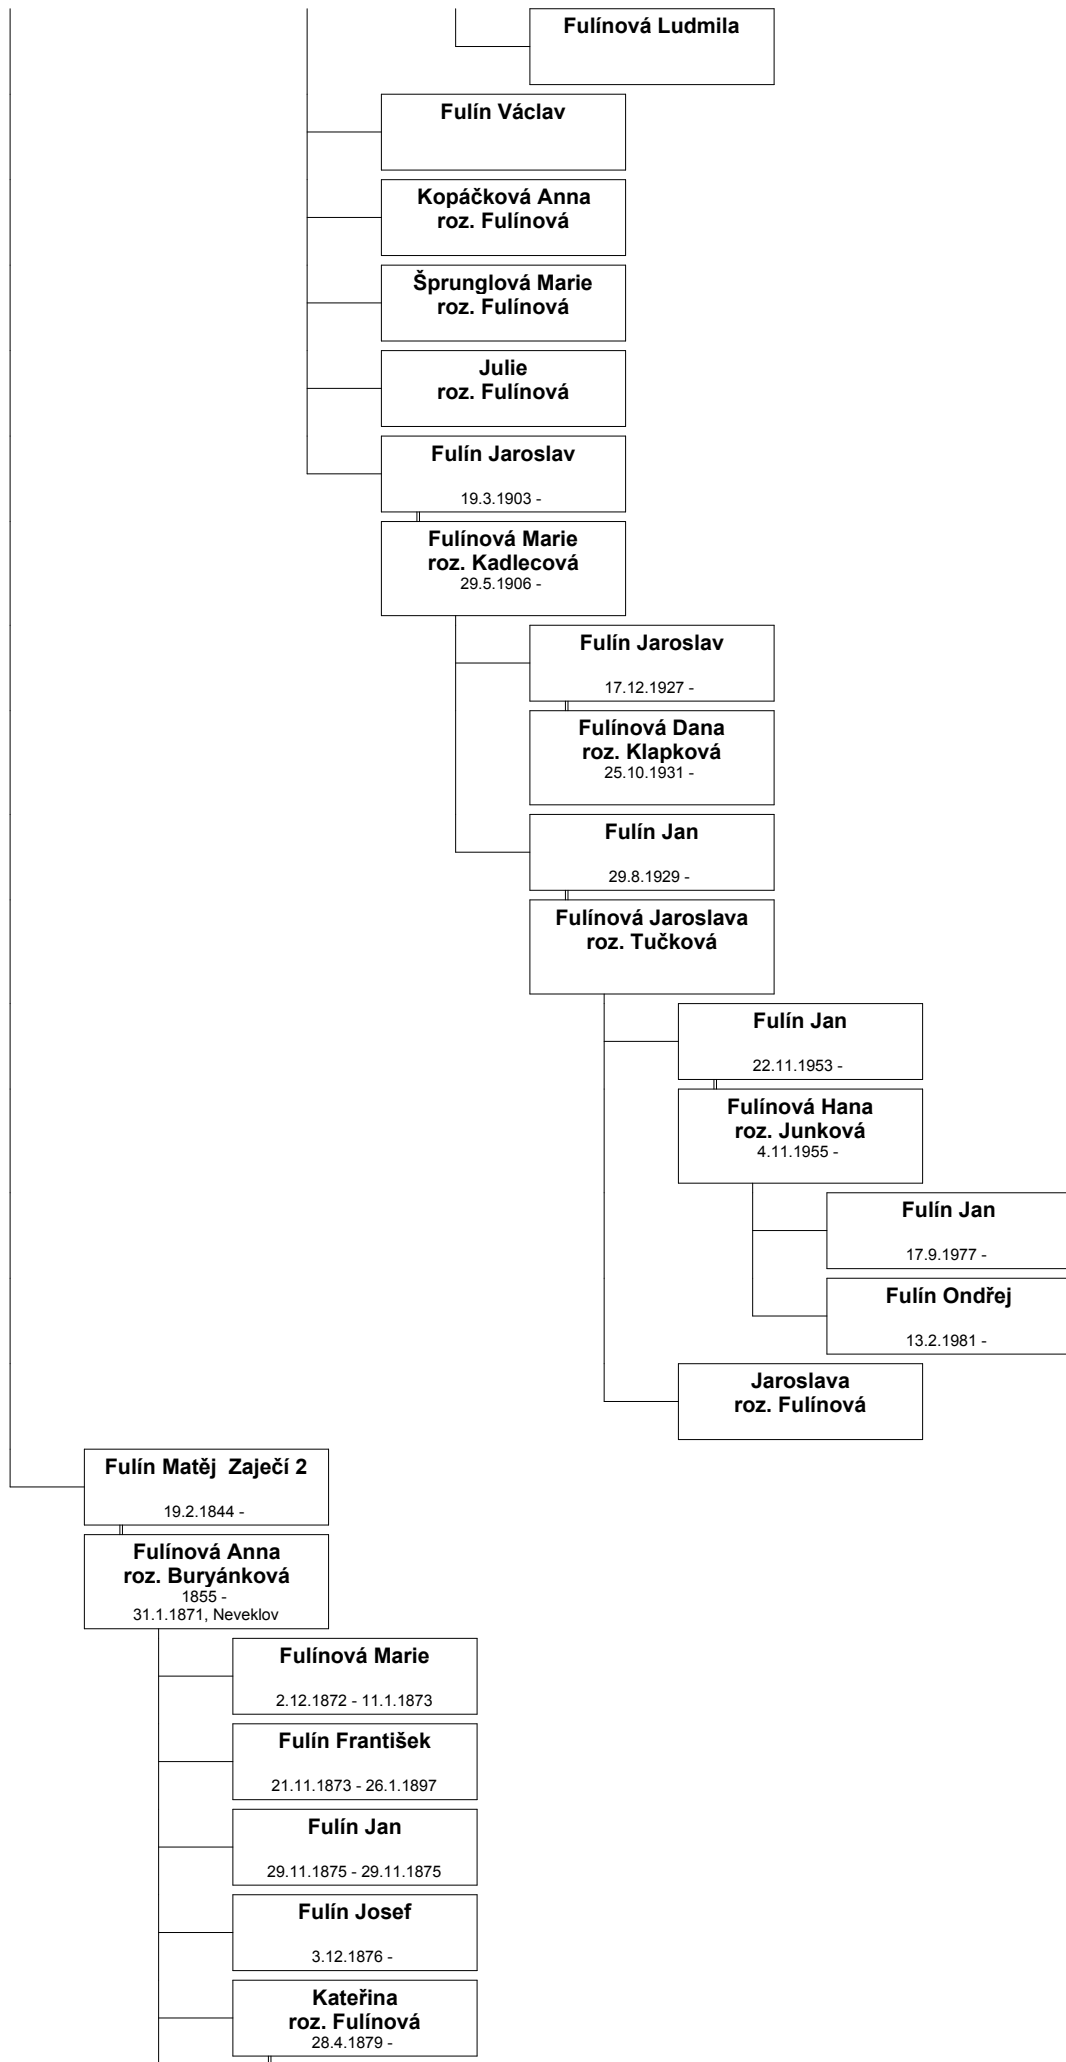 Fulínová Ludmila
Fulín Václav
Kopáčková Anna
roz. Fulínová
Šprunglová Marie
roz. Fulínová
Julie
roz. Fulínová
Fulín Jaroslav
19.3.1903 -
Fulínová Marie
roz. Kadlecová
29.5.1906 -
Fulín Jaroslav
17.12.1927 -
Fulínová Dana
roz. Klapková
25.10.1931 -
Fulín Jan
29.8.1929 -
Fulínová Jaroslava
roz. Tučková
Fulín Jan
22.11.1953 -
Fulínová Hana
roz. Junková
4.11.1955 -
Fulín Jan
17.9.1977 -
Fulín Ondřej
13.2.1981 -
Jaroslava
roz. Fulínová
Fulín Matěj  Zaječí 2
19.2.1844 -
Fulínová Anna
roz. Buryánková
1855 -
31.1.1871, Neveklov
Fulínová Marie
2.12.1872 - 11.1.1873
Fulín František
21.11.1873 - 26.1.1897
Fulín Jan
29.11.1875 - 29.11.1875
Fulín Josef
3.12.1876 -
Kateřina
roz. Fulínová
28.4.1879 -